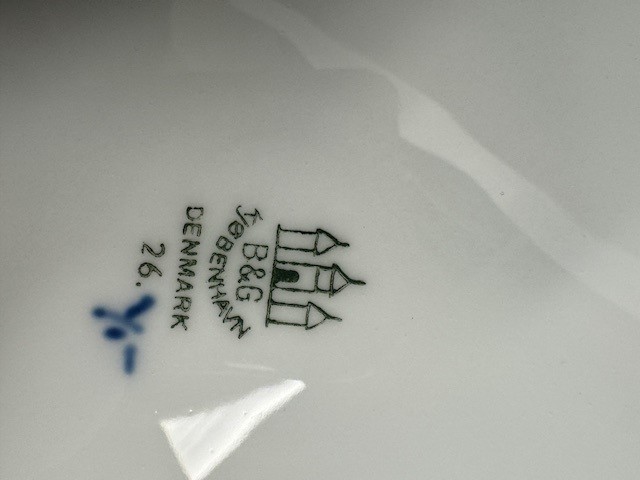 B&G
KJØBENHAVN
DENMARK
26.